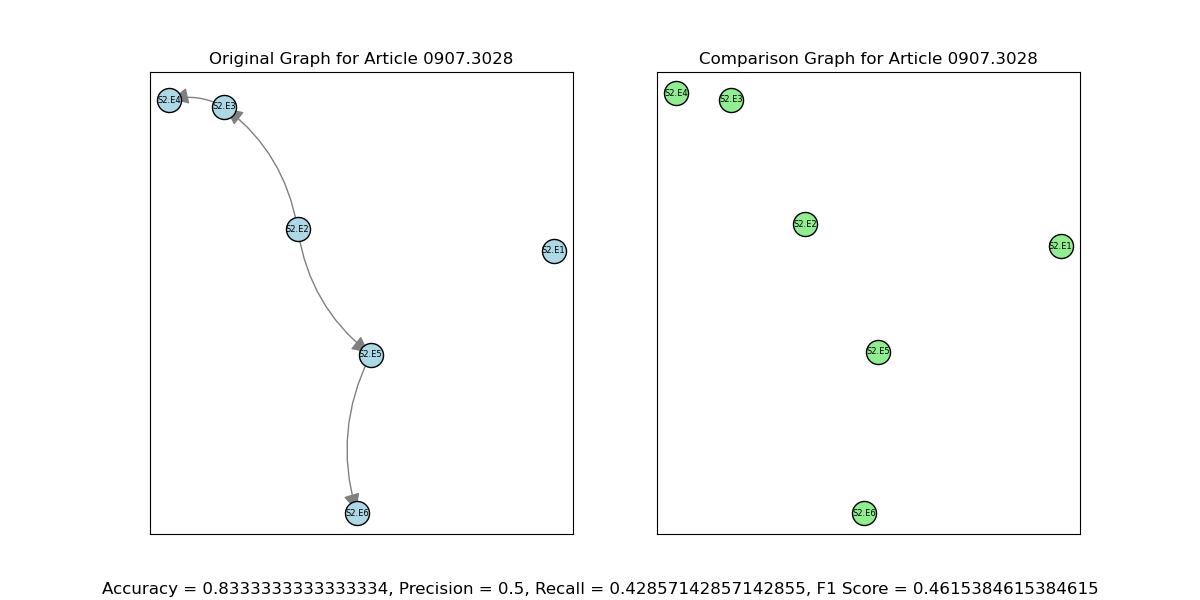 Original Graph for Article 0907.3028
Comparison Graph for Article 0907.3028
S2.E4
S2.E3
S2.E2
S2.E1
S2.E5
S2.E6
S2.E4
S2.E3
S2.E2
S2.E1
S2.E5
S2.E6
Accuracy = 0.8333333333333334, Precision = 0.5, Recall = 0.42857142857142855, F1 Score = 0.4615384615384615